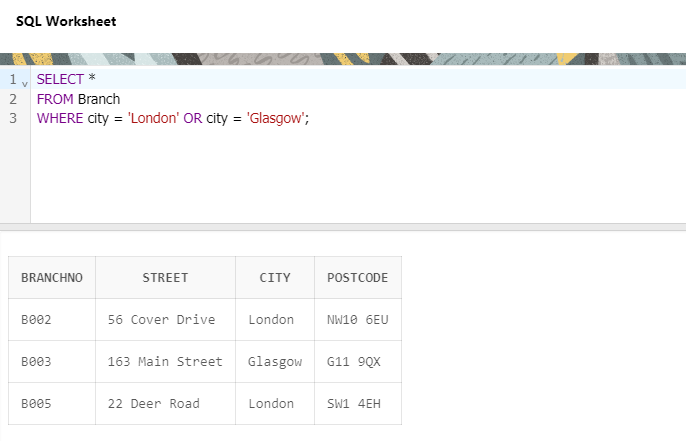 SQL Worksheet
1 SELECT *
2 FROM Branch
3 WHERE city = 'London' OR city = 'Glasgow';
BRANCHNO STREET CITY POSTCODE
B002 56 Cover Drive London NW10 6EU
B003 163 Main Street Glasgow G11 9QX
B005 22 Deer Road London SW1 4EH